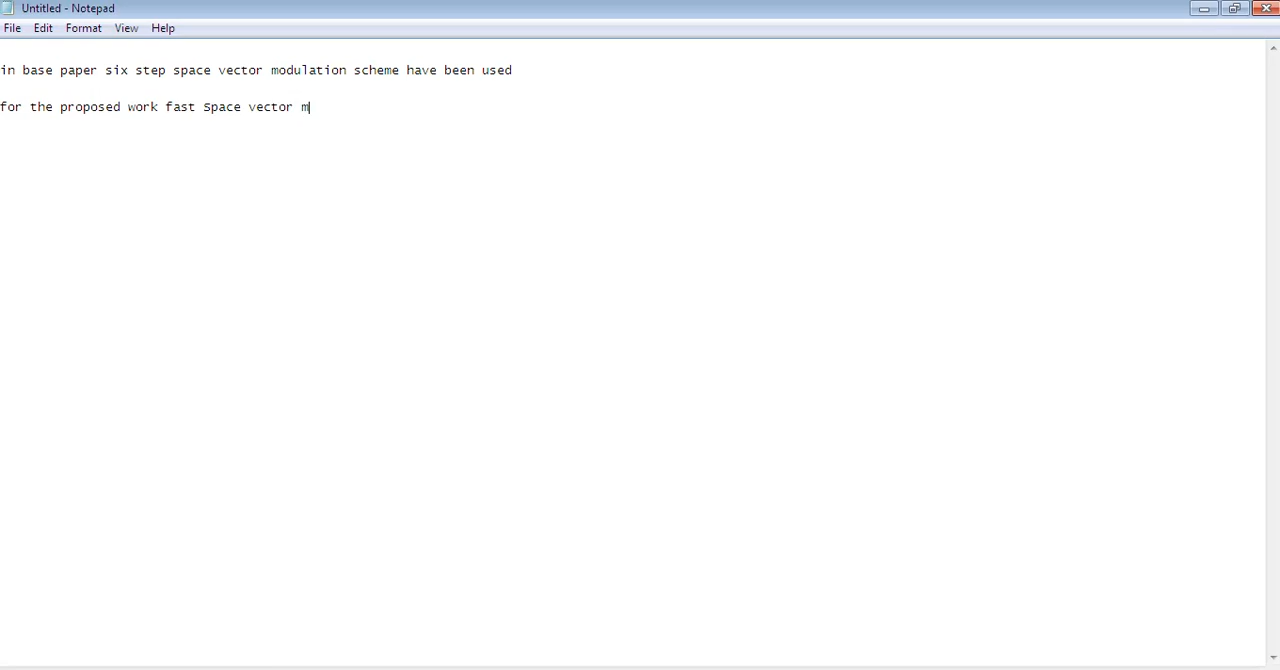 Untitled - Notepad
File Edit Format View Help
in base paper six step space vector modulation scheme have been used
for the proposed work fast Space vector m